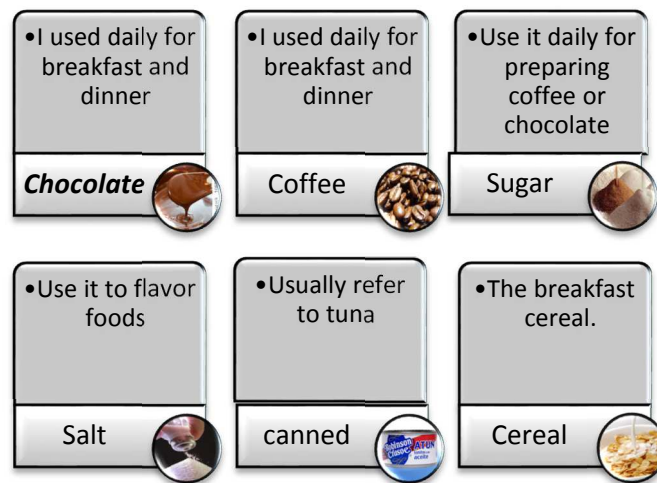 •I used daily for
breakfast and
dinner
Chocolate
•I used daily for
breakfast and
dinner
Coffee
•Use it daily for
preparing
coffee or
chocolate
Sugar
•Use it to flavor
foods
Salt
•Usually refer
to tuna
canned
Robinson
ATUN
•The breakfast
cereal.
Cereal